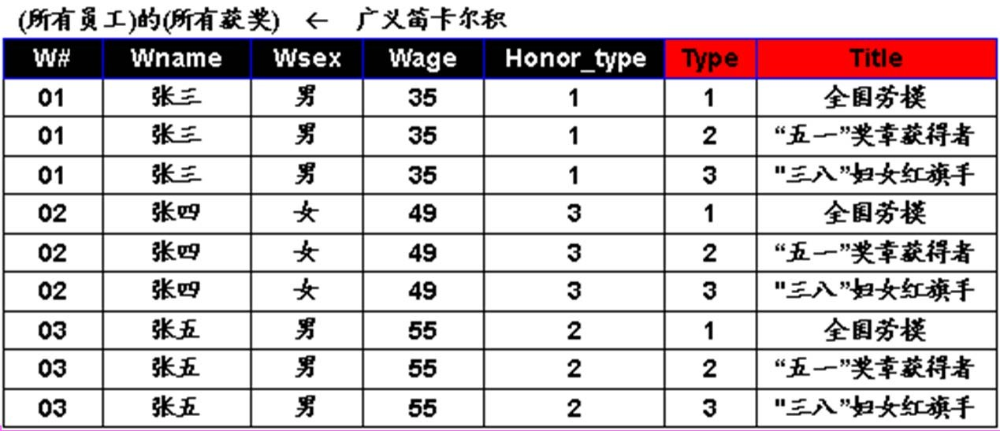 (所有员工)的(所有获奖) ← 广义笛卡尔积
W# Wname Wsex Wage Honor_type Type Title
01 张三 男 35 1 1 全国劳模
01 张三 男 35 1 2 “五一”奖章获得者
01 张三 男 35 1 3 "三八”妇女红旗手
02 张四 女 49 3 1 全国劳模
02 张四 女 49 3 2 “五一”奖章获得者
02 张四 女 49 3 3 "三八”妇女红旗手
03 张五 男 55 2 1 全国劳模
03 张五 男 55 2 2 “五一”奖章获得者
03 张五 男 55 2 3 "三八”妇女红旗手